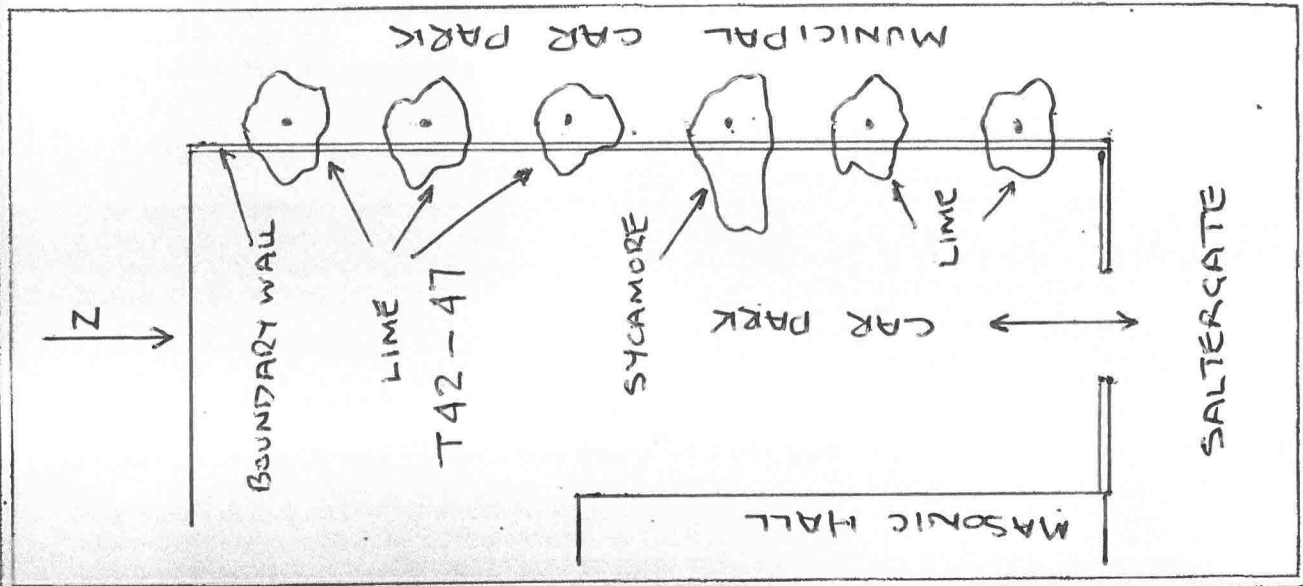 MUNICIPAL CAR PARK
BOUNDARY WALL
LIME
T42 - 47
SYCAMORE
LIME
CAR PARK
N
SALTERGATE
MASONIC HALL